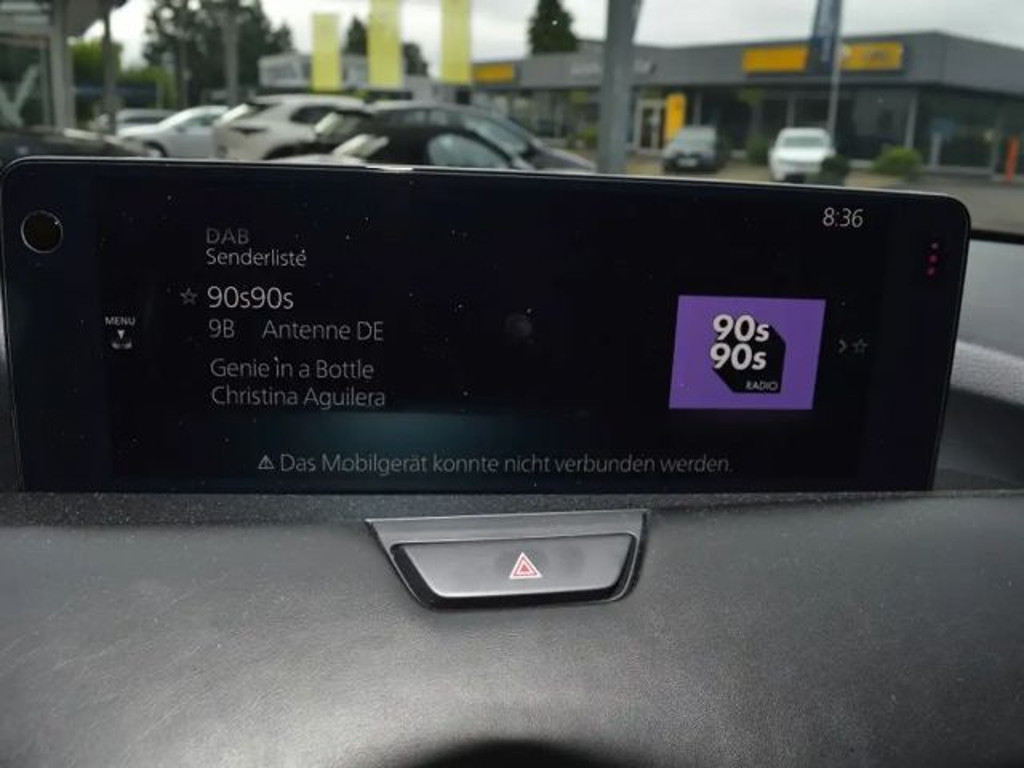 8:36
DAB
Senderliste
☆ 90s90s
MENU
9B Antenne DE
Genie in a Bottle
Christina Aguilera
90s
90s
RADIO
⚠ Das Mobilgerät konnte nicht verbunden werden.